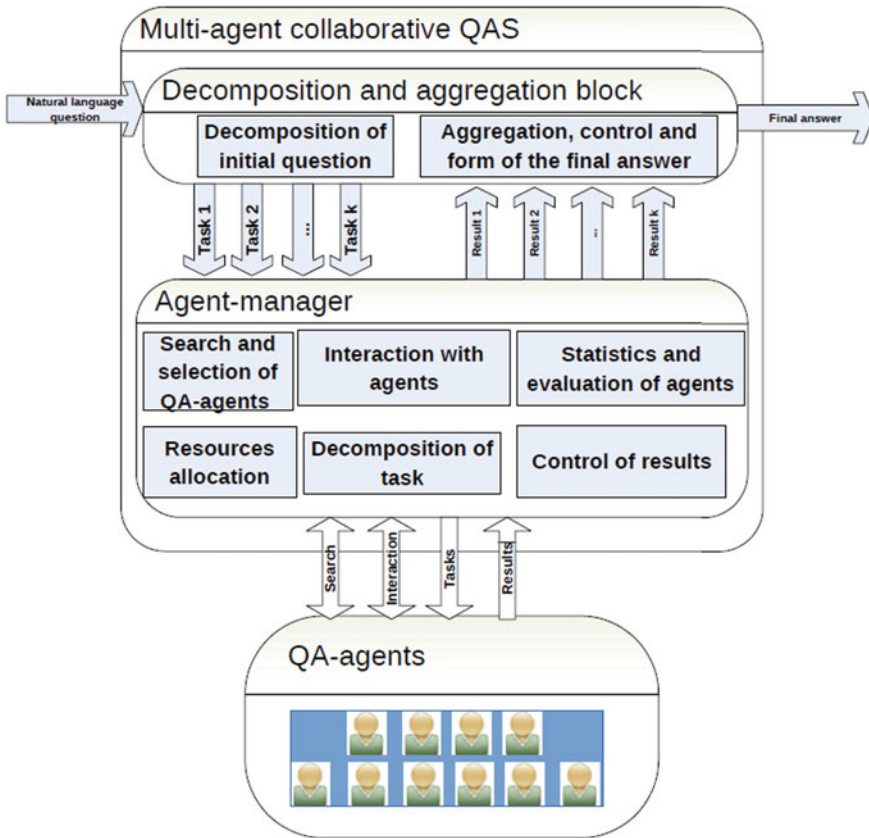 Multi-agent collaborative QAS
Decomposition and aggregation block
Natural language
question
Final answer
Decomposition of
initial question
Aggregation, control and
form of the final answer
Task 1
Task 2
...
Task k
Result 1
Result 2
...
Result k
Agent-manager
Search and
selection of
QA-agents
Interaction with
agents
Statistics and
evaluation of agents
Resources
allocation
Decomposition of
task
Control of results
Search
Interaction
Tasks
Results
QA-agents